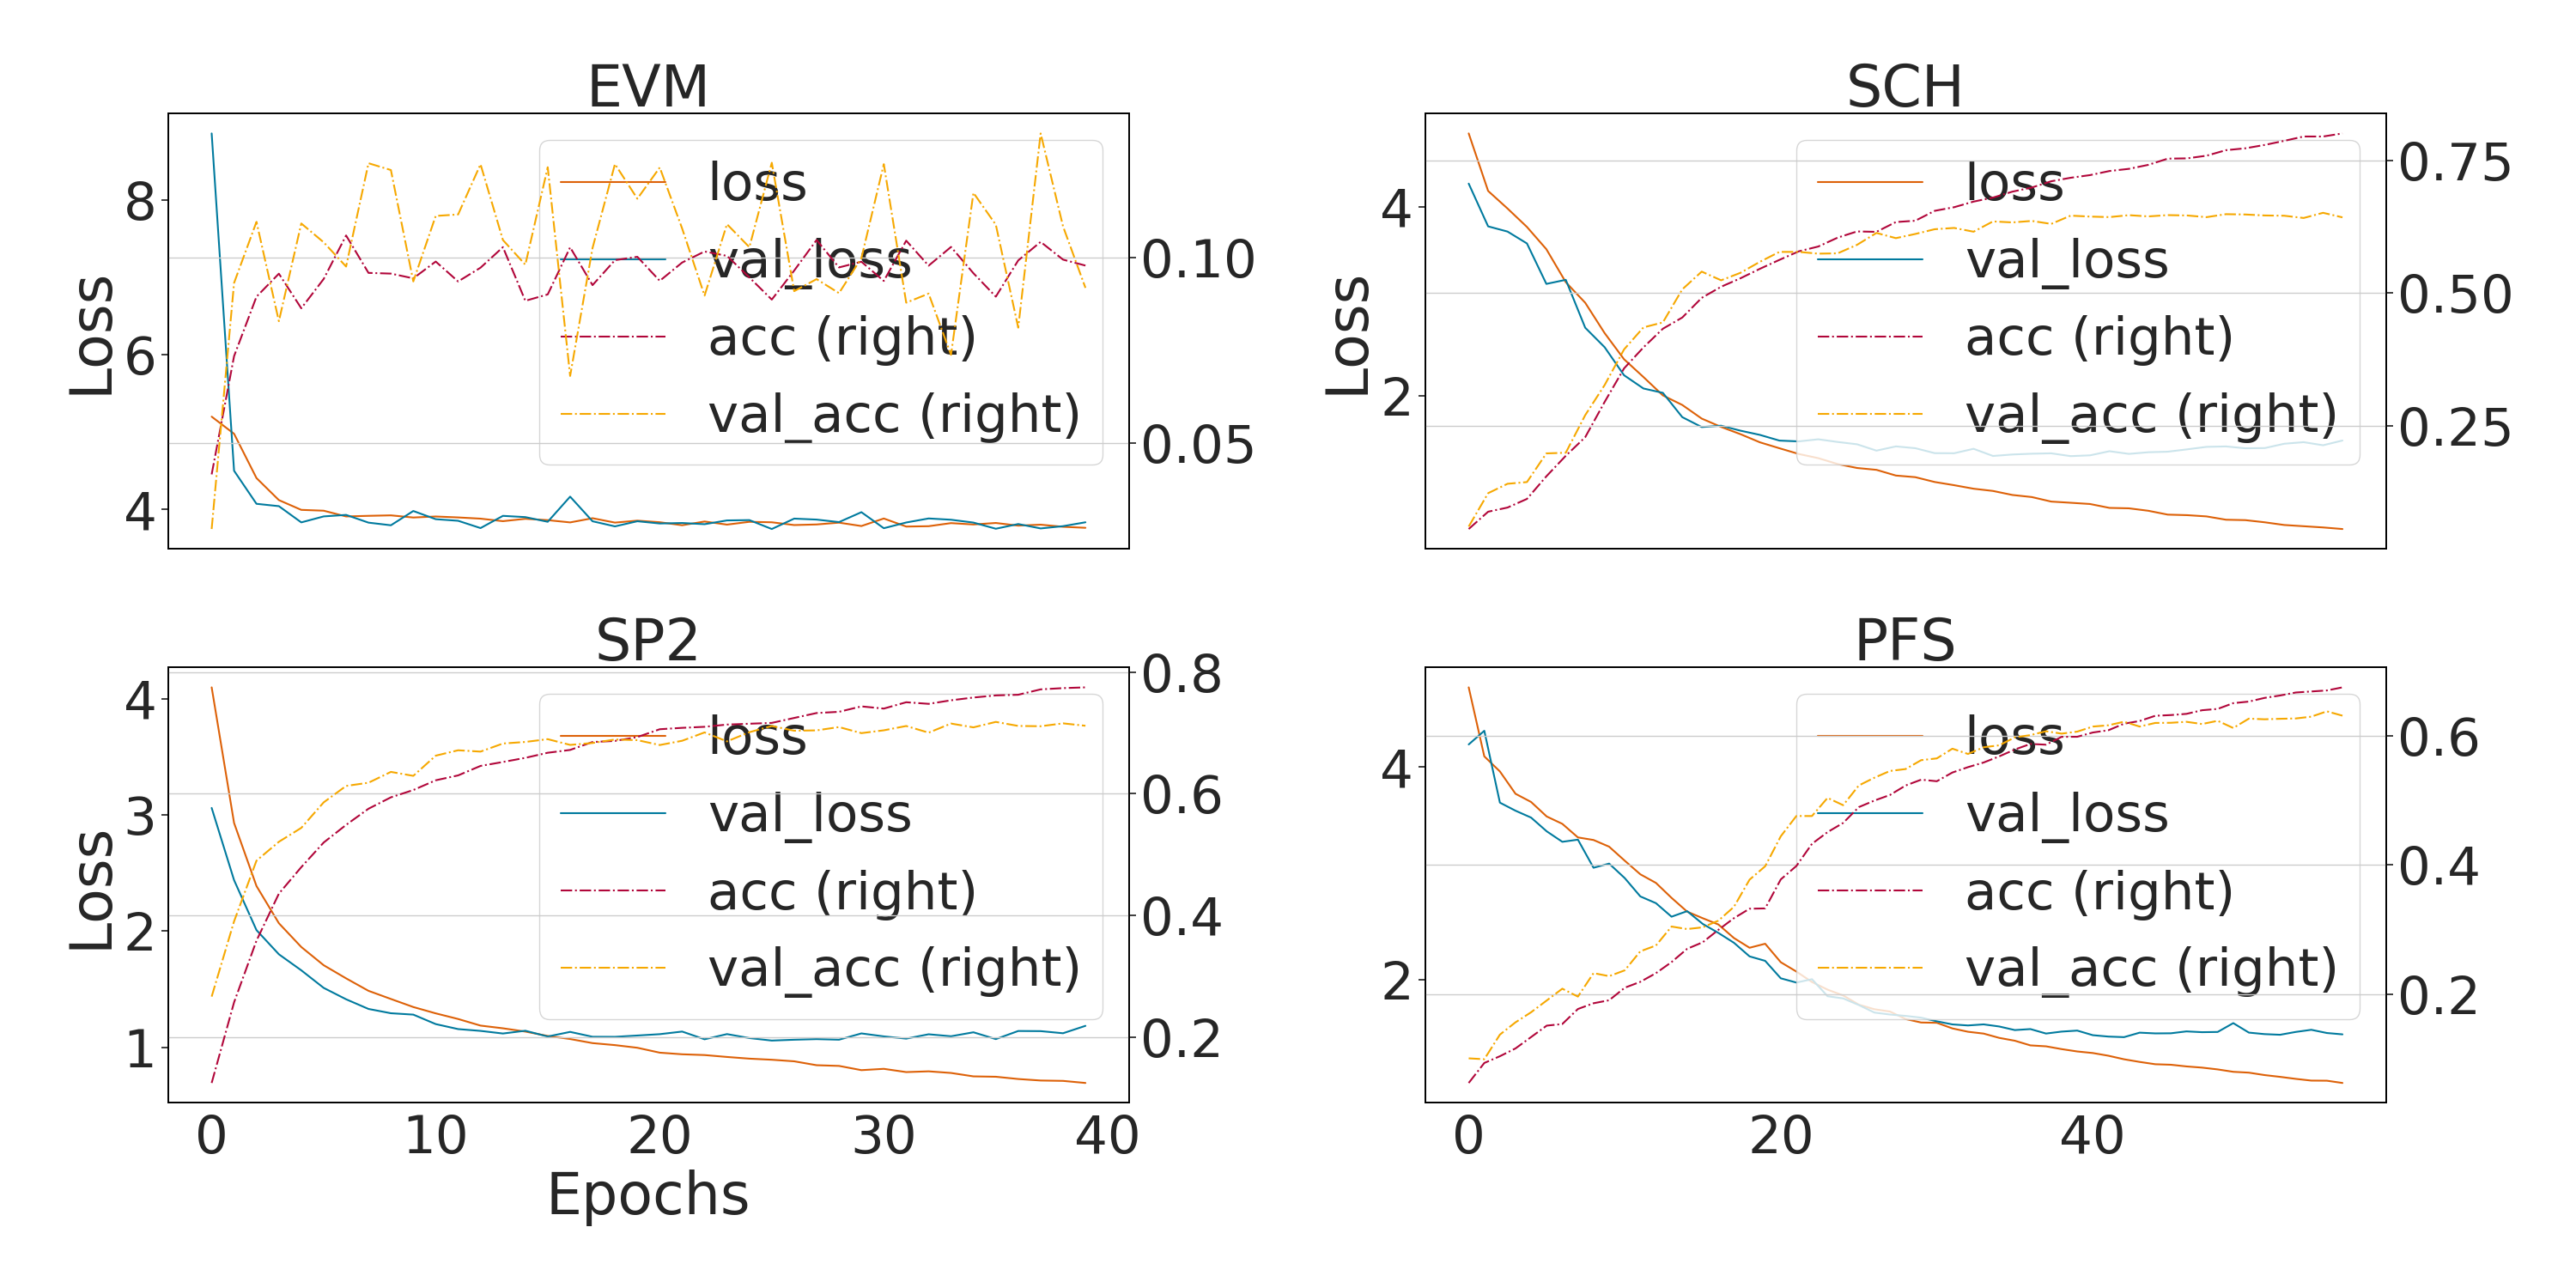 EVM
Loss
8
6
4
0.10
0.05
loss
val_loss
acc (right)
val_acc (right)
SCH
Loss
4
2
0.75
0.50
0.25
loss
val_loss
acc (right)
val_acc (right)
SP2
Loss
4
3
2
1
0.8
0.6
0.4
0.2
loss
val_loss
acc (right)
val_acc (right)
0 10 20 30 40
Epochs
PFS
4
2
0.6
0.4
0.2
loss
val_loss
acc (right)
val_acc (right)
0 20 40